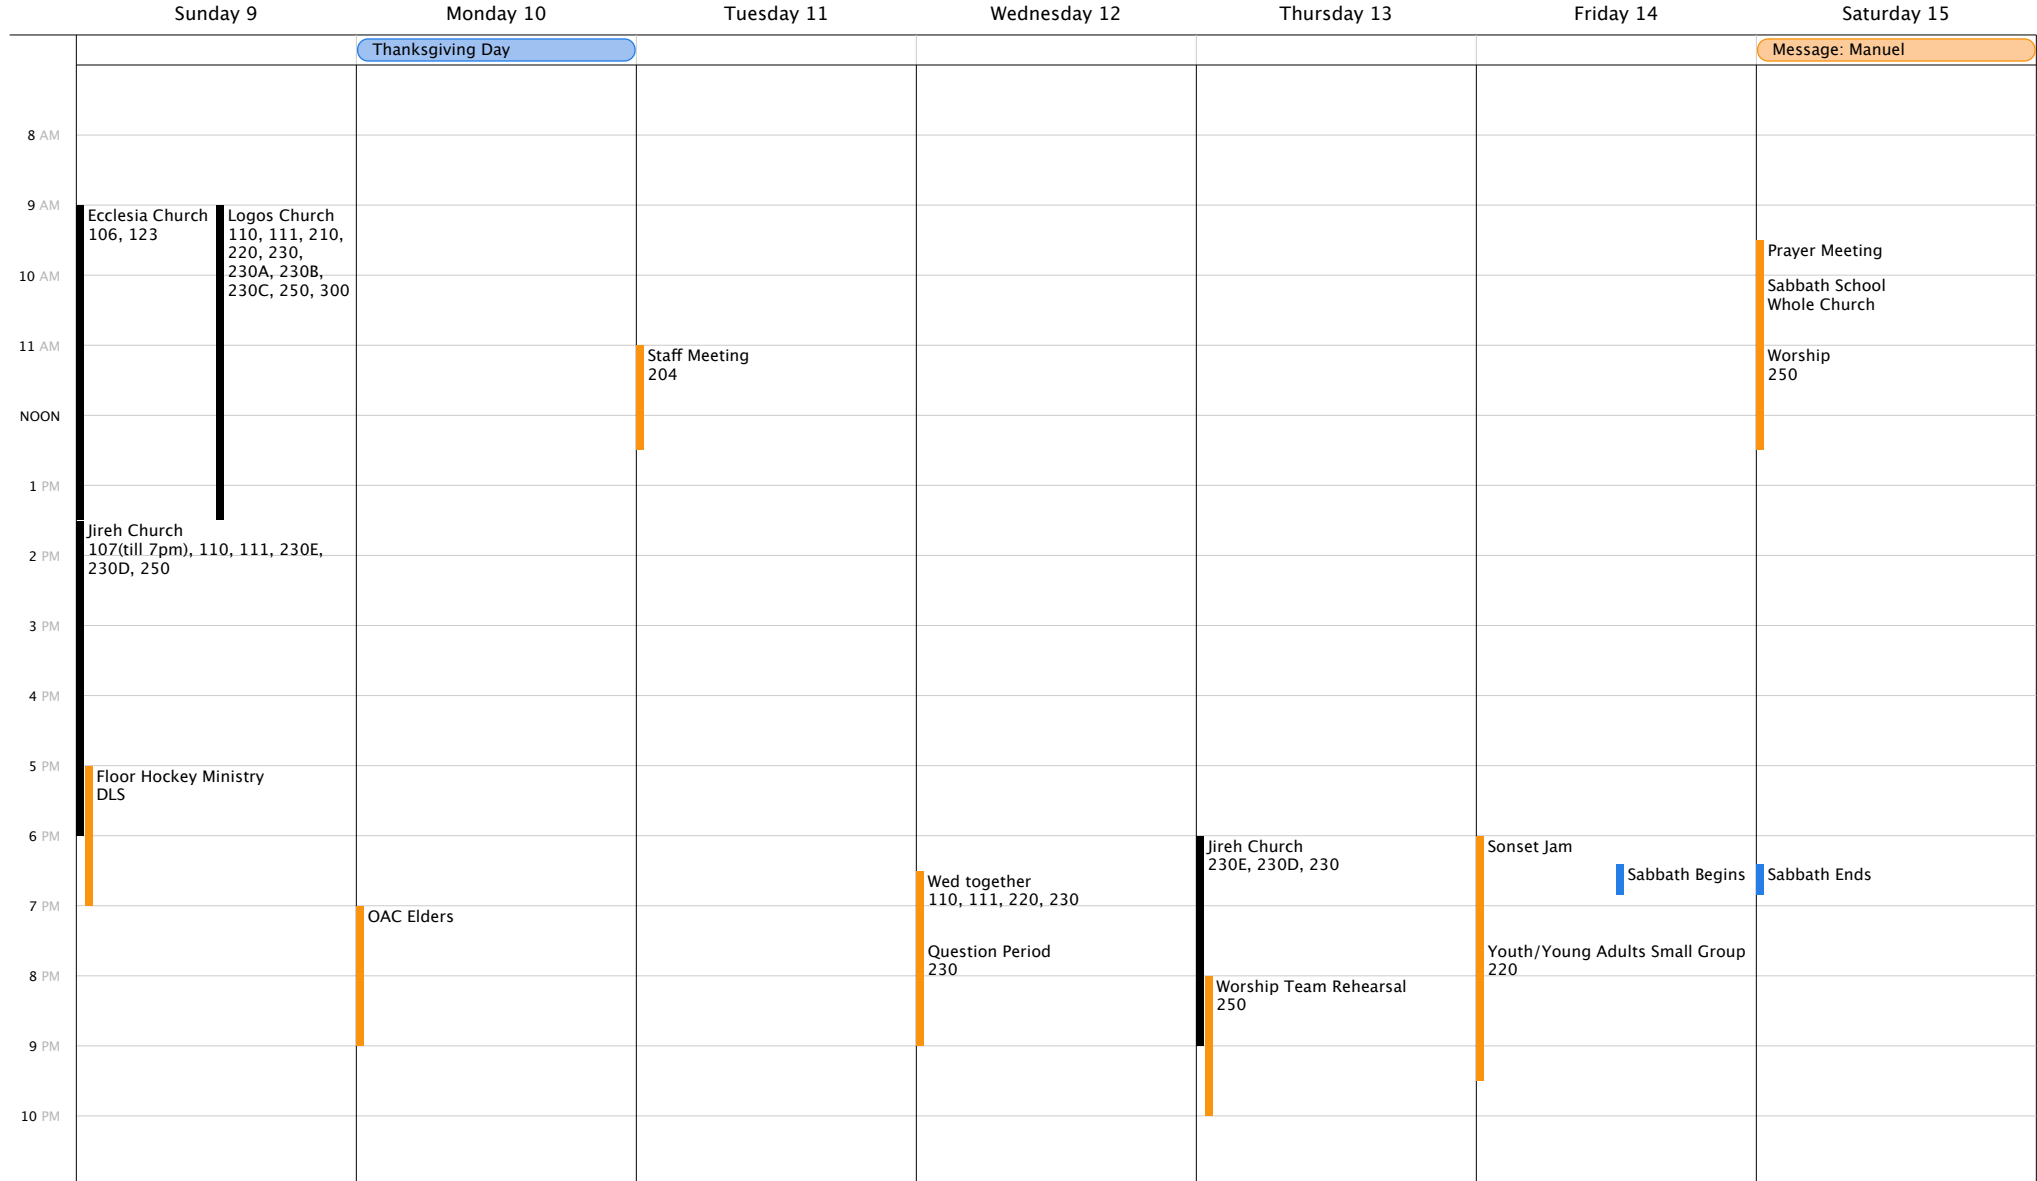 Sunday 9
Monday 10
Tuesday 11
Wednesday 12
Thursday 13
Friday 14
Saturday 15
Thanksgiving Day
Message: Manuel
8 AM
9 AM
10 AM
11 AM
NOON
1 PM
2 PM
3 PM
4 PM
5 PM
6 PM
7 PM
8 PM
9 PM
10 PM
Ecclesia Church
106, 123
Logos Church
110, 111, 210,
220, 230,
230A, 230B,
230C, 250, 300
Jireh Church
107(till 7pm), 110, 111, 230E,
230D, 250
Floor Hockey Ministry
DLS
OAC Elders
Staff Meeting
204
Wed together
110, 111, 220, 230
Question Period
230
Jireh Church
230E, 230D, 230
Worship Team Rehearsal
250
Sonset Jam
Sabbath Begins
Youth/Young Adults Small Group
220
Prayer Meeting
Sabbath School
Whole Church
Worship
250
Sabbath Ends